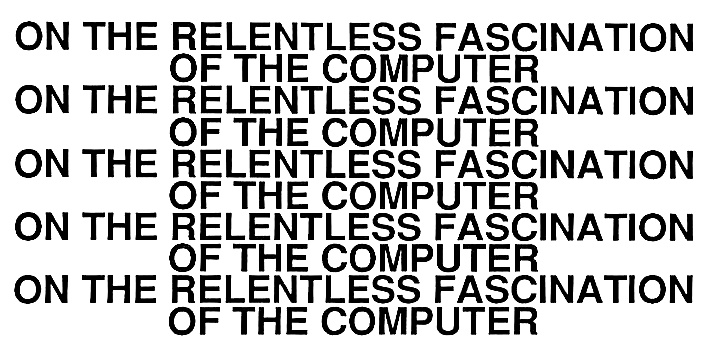 ON THE RELENTLESS FASCINATION
OF THE COMPUTER
ON THE RELENTLESS FASCINATION
OF THE COMPUTER
ON THE RELENTLESS FASCINATION
OF THE COMPUTER
ON THE RELENTLESS FASCINATION
OF THE COMPUTER
ON THE RELENTLESS FASCINATION
OF THE COMPUTER